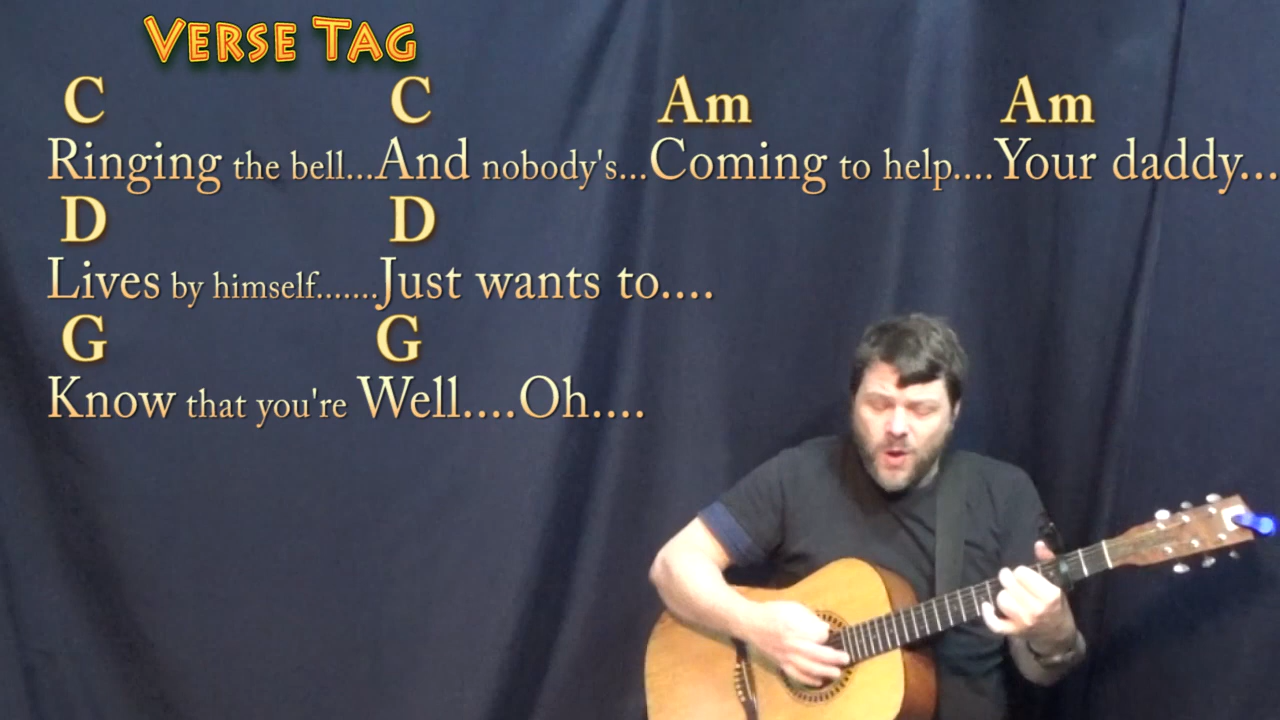 VERSE TAG
C C Am Am
Ringing the bell...And nobody's...Coming to help....Your daddy...
D D
Lives by himself.......Just wants to....
G G
Know that you're Well....Oh....